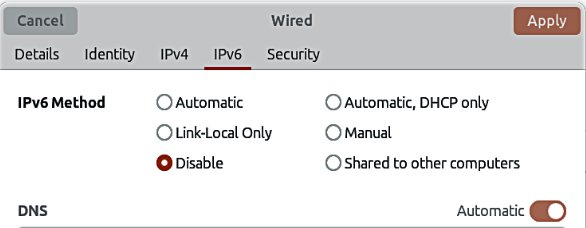 Cancel Wired Apply
Details Identity IPv4 IPv6 Security
IPv6 Method Automatic Automatic, DHCP only
Link-Local Only Manual
Disable Shared to other computers
DNS Automatic